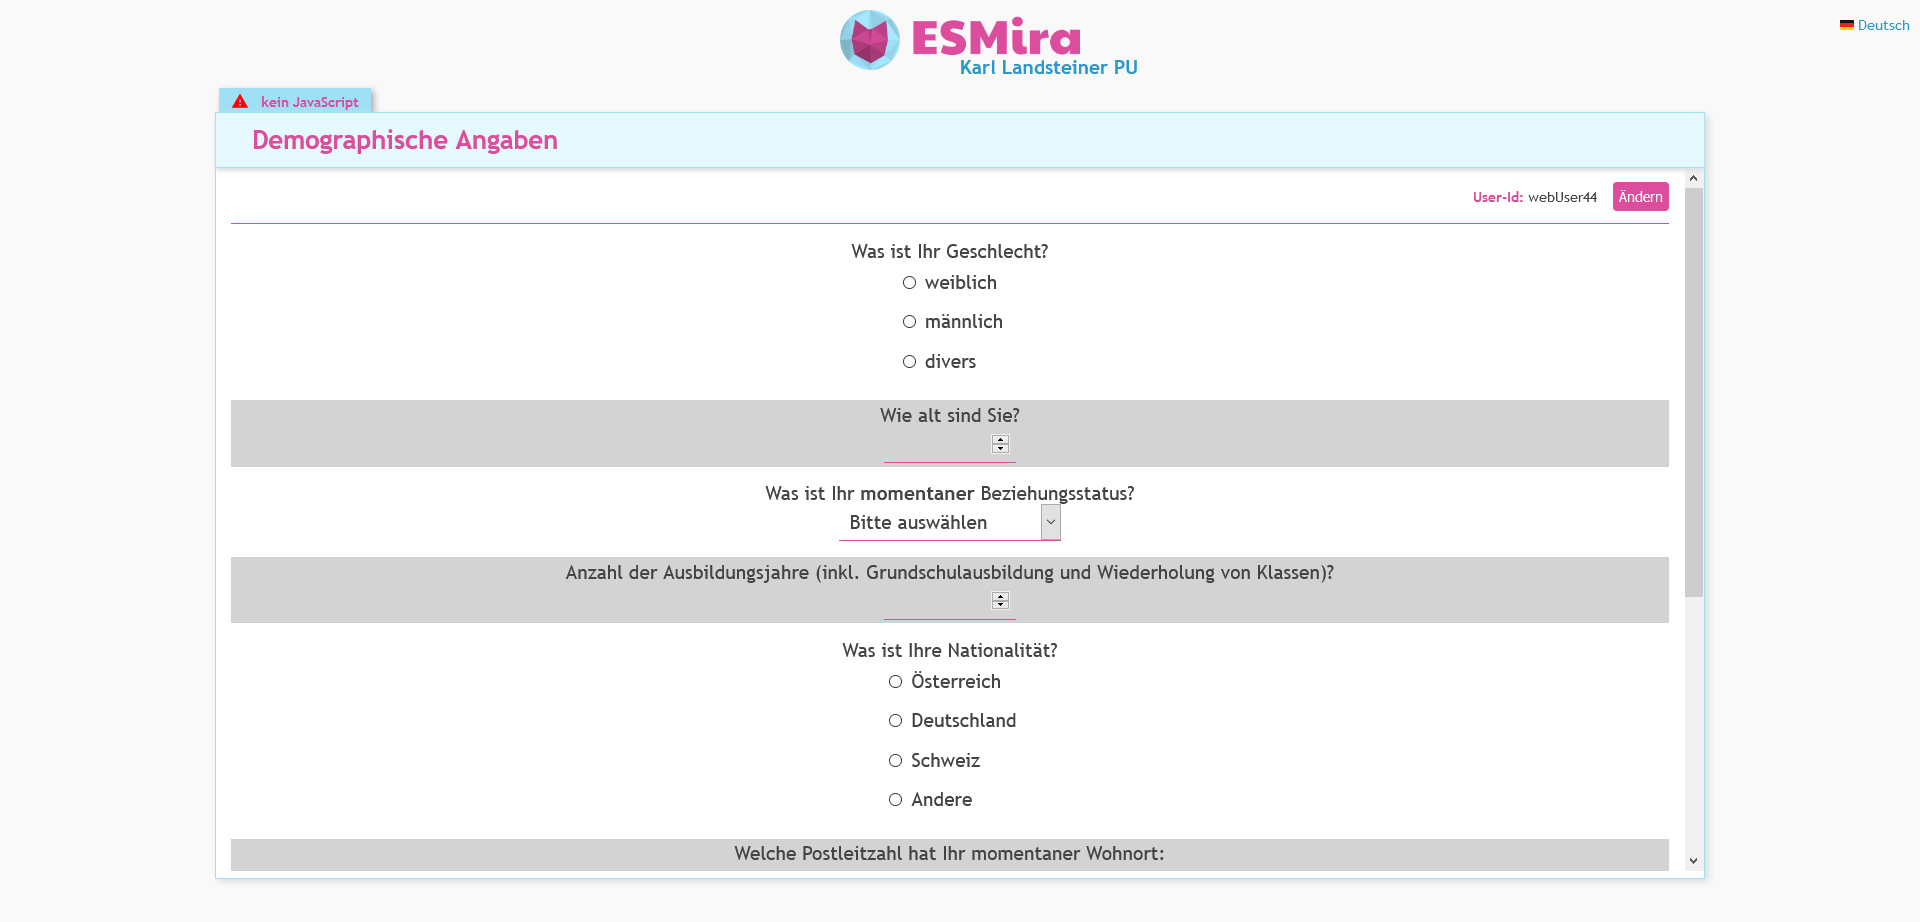 ESMira
Karl Landsteiner PU
Deutsch
kein JavaScript
Demographische Angaben
User-Id: webUser44 Ändern
Was ist Ihr Geschlecht?
weiblich
männlich
divers
Wie alt sind Sie?
Was ist Ihr momentaner Beziehungsstatus?
Bitte auswählen
Anzahl der Ausbildungsjahre (inkl. Grundschulausbildung und Wiederholung von Klassen)?
Was ist Ihre Nationalität?
Österreich
Deutschland
Schweiz
Andere
Welche Postleitzahl hat Ihr momentaner Wohnort: